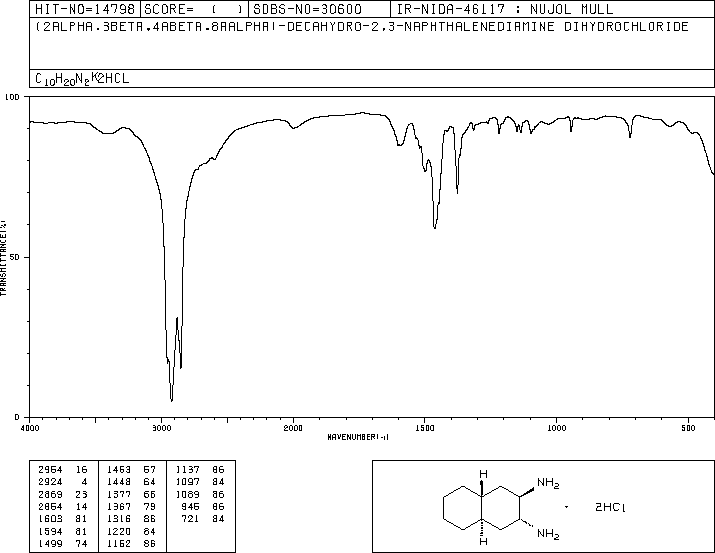 HIT-NO=14798 SCORE= ( ) SDBS-NO=30600 IR-NIDA-46117 : NUJOL MULL
(2ALPHA.3BETA.4ABETA.8AALPHA)-DECAHYDRO-2,3-NAPHTHALENEDIAMINE DIHYDROCHLORIDE
C10H20N2K2HCL
100
50
0
TRANSMITTANCE(%)
4000 3000 2000 1500 1000 500
WAVENUMBER(-1)
2954 16 1463 57 1137 86
2924 4 1448 64 1097 84
2869 23 1377 66 1089 86
2854 14 1367 79 945 86
1603 81 1316 86 721 84
1594 81 1220 84
1499 74 1152 86
H
NH2
NH2
H
· 2HCl